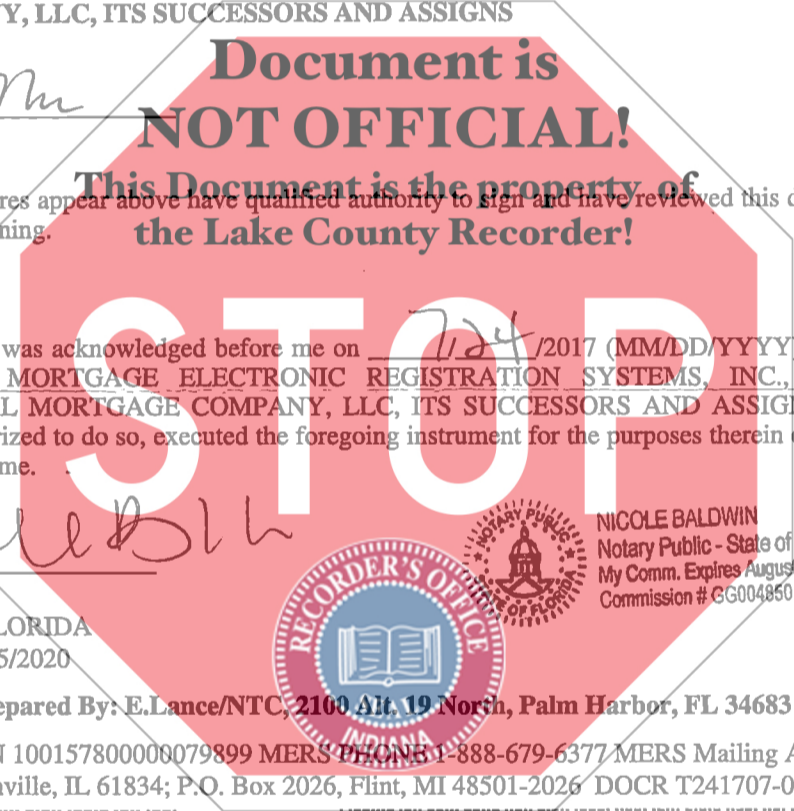 Y, LLC, ITS SUCCESSORS AND ASSIGNS
Document is
NOT OFFICIAL!
This Document is the property of
res appear above have qualified authority to sign and have reviewed this d
ning.
the Lake County Recorder!
STOP
was acknowledged before me on 7/24/2017 (MM/DD/YYYY)
MORTGAGE ELECTRONIC REGISTRATION SYSTEMS, INC.,
L MORTGAGE COMPANY, LLC, ITS SUCCESSORS AND ASSIGN
rized to do so, executed the foregoing instrument for the purposes therein
me.
NOTARY PUBLIC
STATE OF FLORIDA
NICOLE BALDWIN
Notary Public - State of
My Comm. Expires August
Commission # GG004850
RECORDER'S OFFICE
INDIANA
LORIDA
5/2020
epared By: E.Lance/NTC, 2100 Alt. 19 North, Palm Harbor, FL 34683
N 100157800000079899 MERS PHONE 1-888-679-6377 MERS Mailing A
nville, IL 61834; P.O. Box 2026, Flint, MI 48501-2026 DOCR T241707-0